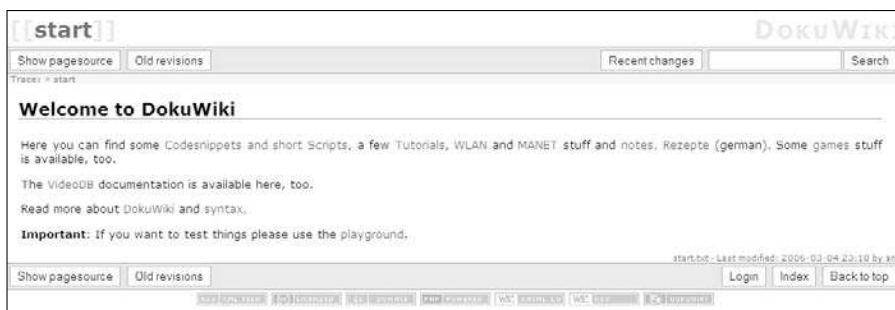 [[start]] DOKUWIKI
Show pagesource Old revisions Recent changes Search
Trace: » start
Welcome to DokuWiki
Here you can find some Codesnippets and short Scripts, a few Tutorials, WLAN and MANET stuff and notes. Rezepte (german). Some games stuff
is available, too.
The VideoDB documentation is available here, too.
Read more about DokuWiki and syntax.
Important: If you want to test things please use the playground.
start.txt · Last modified: 2006-03-04 23:10 by
Show pagesource Old revisions Login Index Back to top